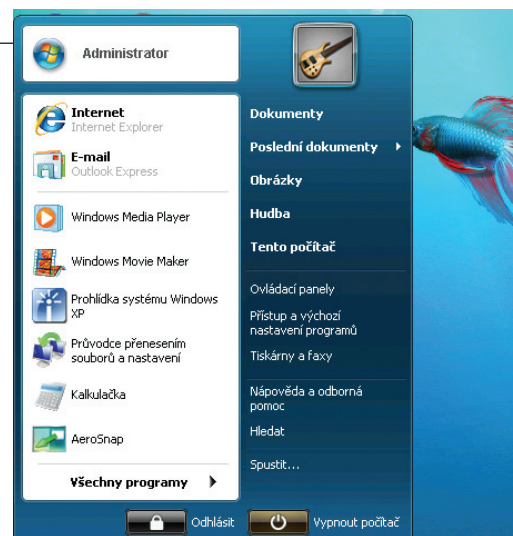 Administrator
Internet
Internet Explorer
E-mail
Outlook Express
Windows Media Player
Windows Movie Maker
Prohlídka systému Windows
XP
Průvodce přenesením
souborů a nastavení
Kalkulačka
AeroSnap
Všechny programy
Dokumenty
Poslední dokumenty
Obrázky
Hudba
Tento počítač
Ovládací panely
Přístup a výchozí
nastavení programů
Tiskárny a faxy
Nápověda a odborná
pomoc
Hledat
Spustit...
Odhlásit
Vypnout počítač